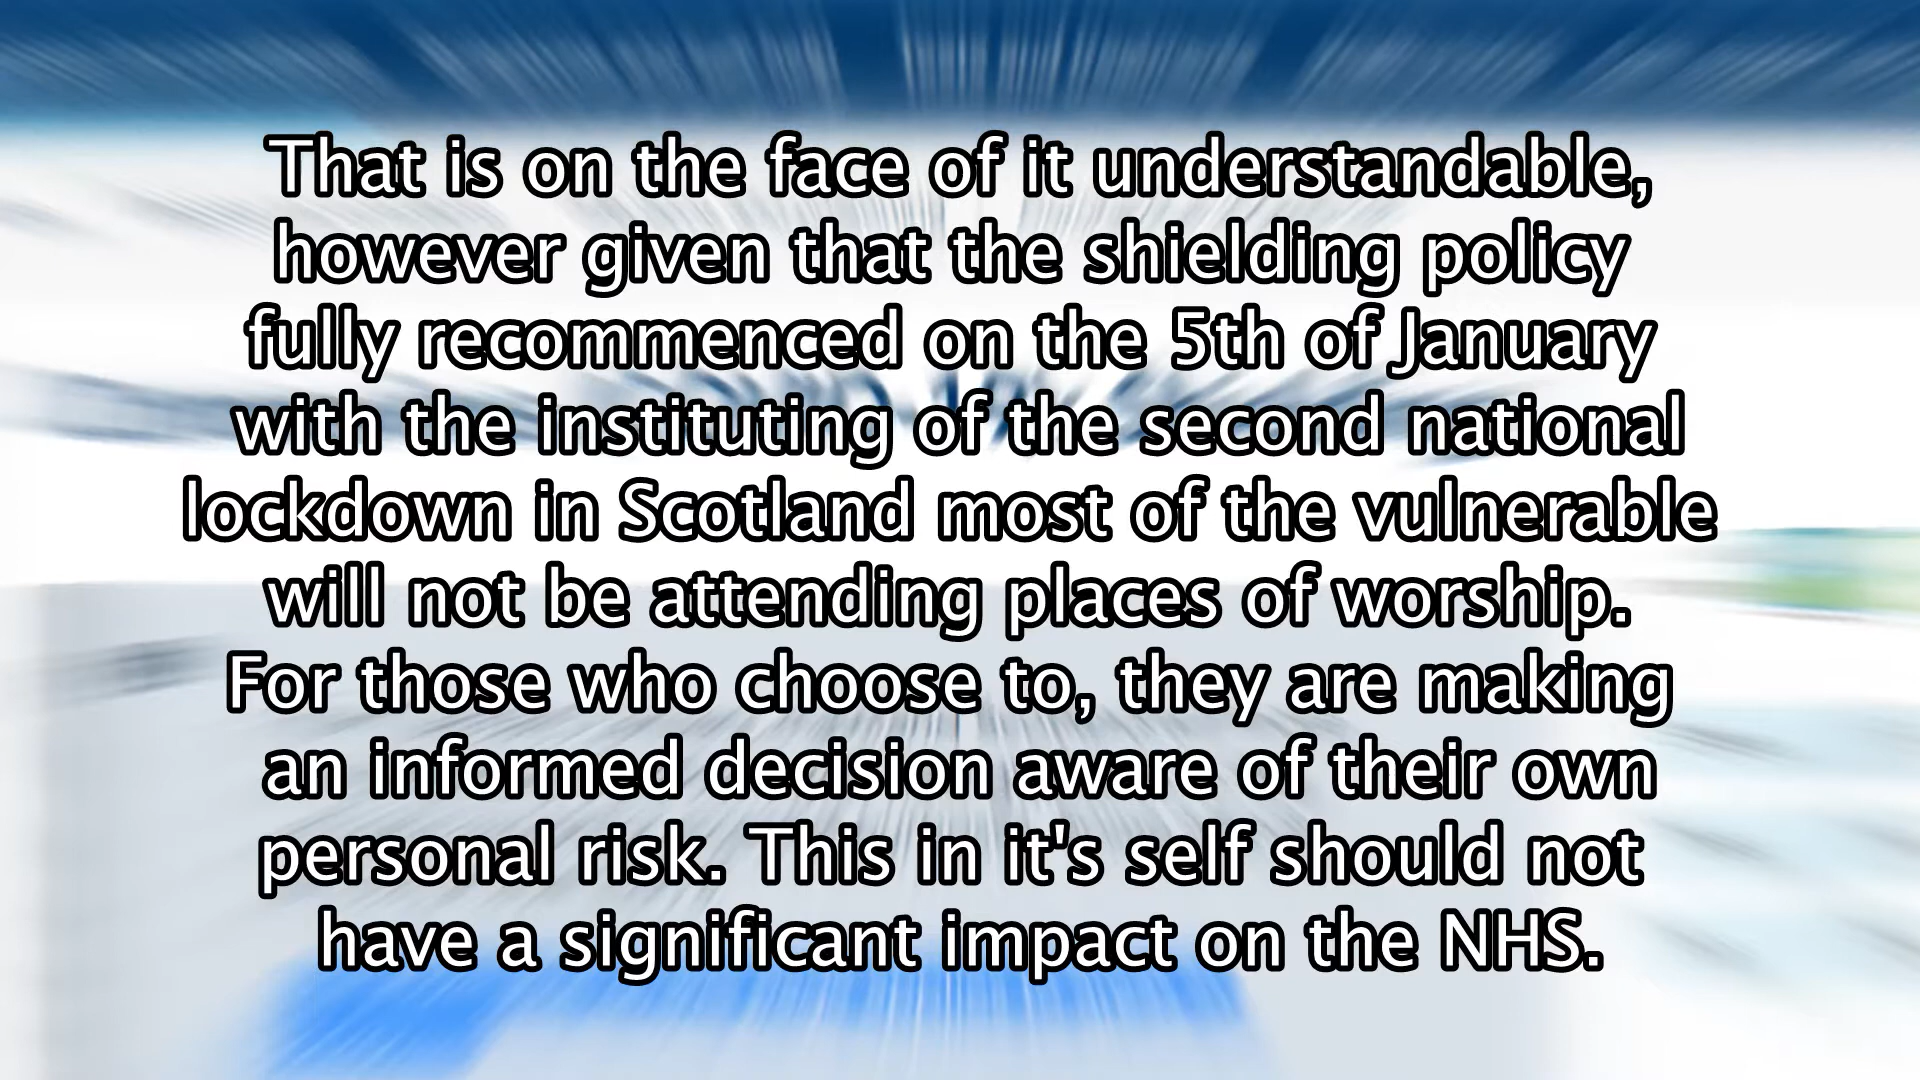 That is on the face of it understandable,
however given that the shielding policy
fully recommenced on the 5th of January
with the instituting of the second national
lockdown in Scotland most of the vulnerable
will not be attending places of worship.
For those who choose to, they are making
an informed decision aware of their own
personal risk. This in it's self should not
have a significant impact on the NHS.